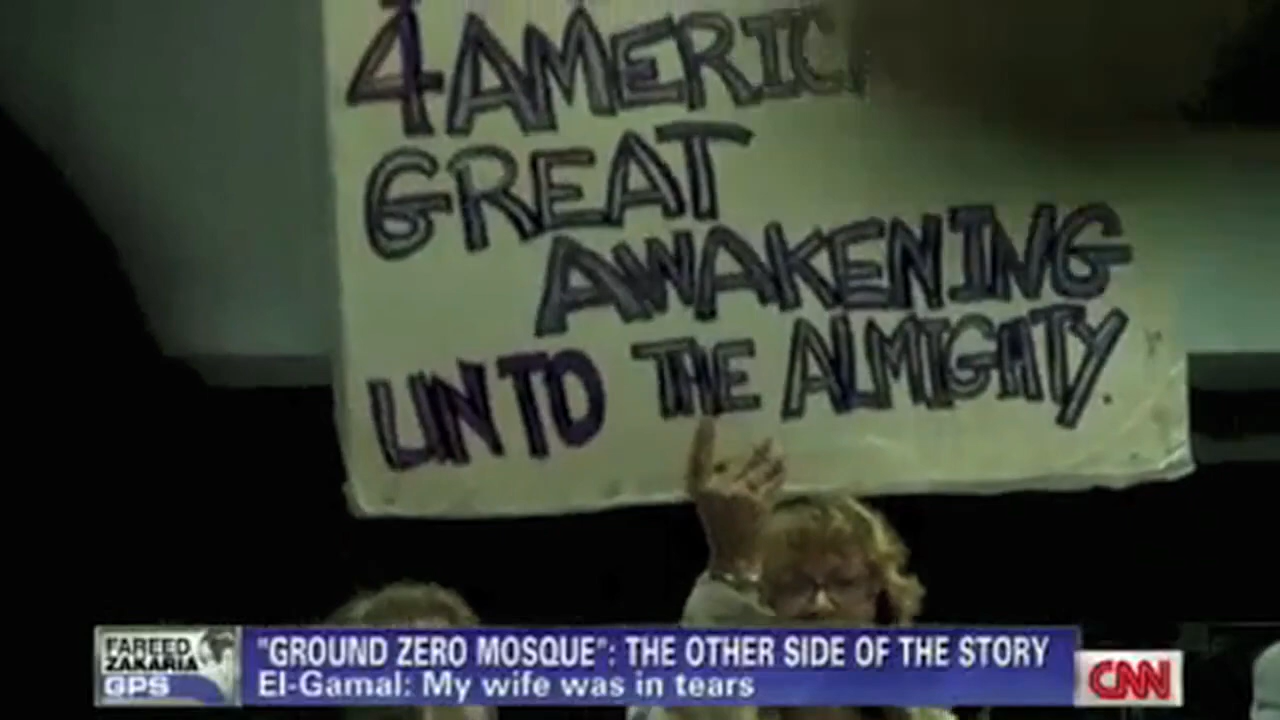 4 AMERIC
GREAT
AWAKENING
UNTO THE ALMIGHTY.
FAREED
ZAKARIA
GPS
"GROUND ZERO MOSQUE": THE OTHER SIDE OF THE STORY
El-Gamal: My wife was in tears
CNN